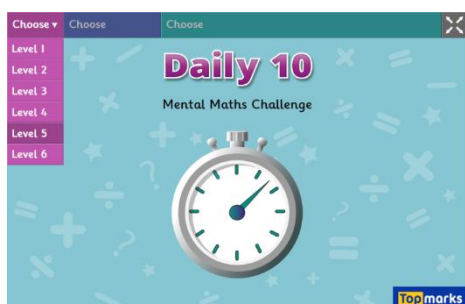 Choose ▾ Choose Choose
Level 1
Level 2
Level 3
Level 4
Level 5
Level 6
Daily 10
Mental Maths Challenge
Topmarks